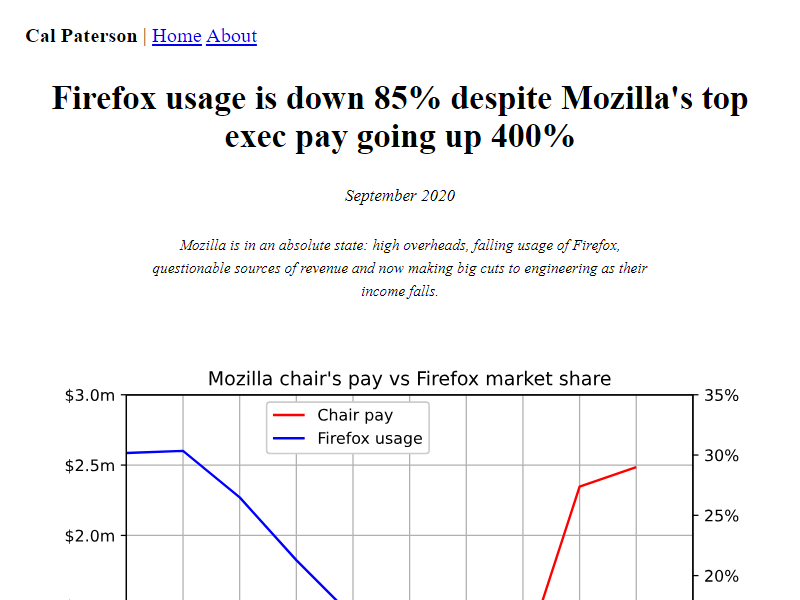 Cal Paterson | Home About
Firefox usage is down 85% despite Mozilla's top
exec pay going up 400%
September 2020
Mozilla is in an absolute state: high overheads, falling usage of Firefox,
questionable sources of revenue and now making big cuts to engineering as their
income falls.
Mozilla chair's pay vs Firefox market share
$3.0m
35%
Chair pay
Firefox usage
30%
$2.5m
25%
$2.0m
20%